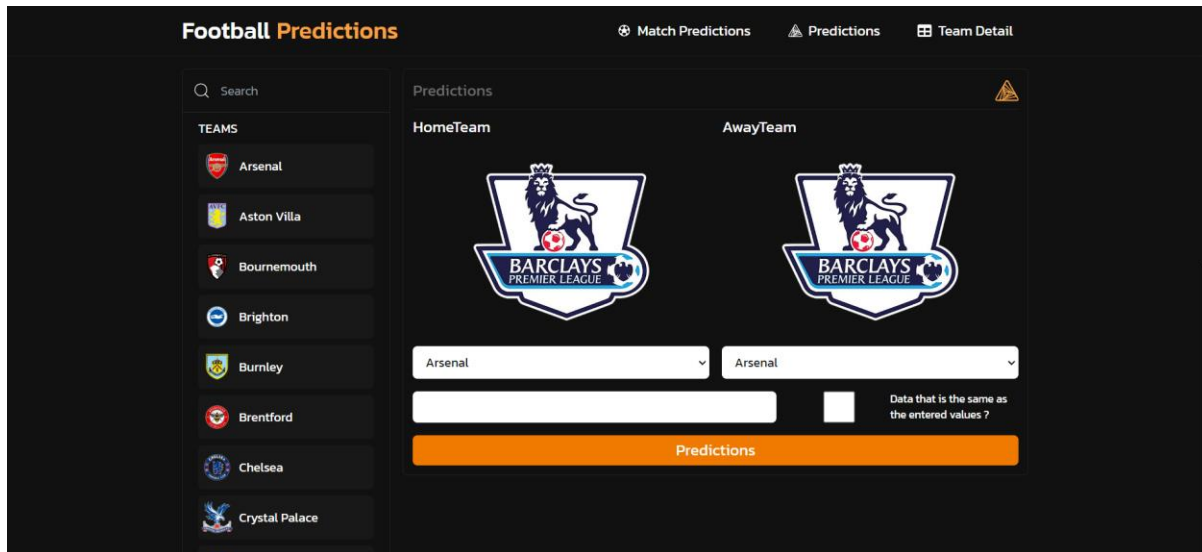 Football Predictions
Match Predictions
Predictions
Team Detail
Search
TEAMS
Arsenal
Aston Villa
Bournemouth
Brighton
Burnley
Brentford
Chelsea
Crystal Palace
Predictions
HomeTeam
AwayTeam
BARCLAYS
PREMIER LEAGUE
BARCLAYS
PREMIER LEAGUE
Arsenal
Arsenal
Data that is the same as
the entered values ?
Predictions